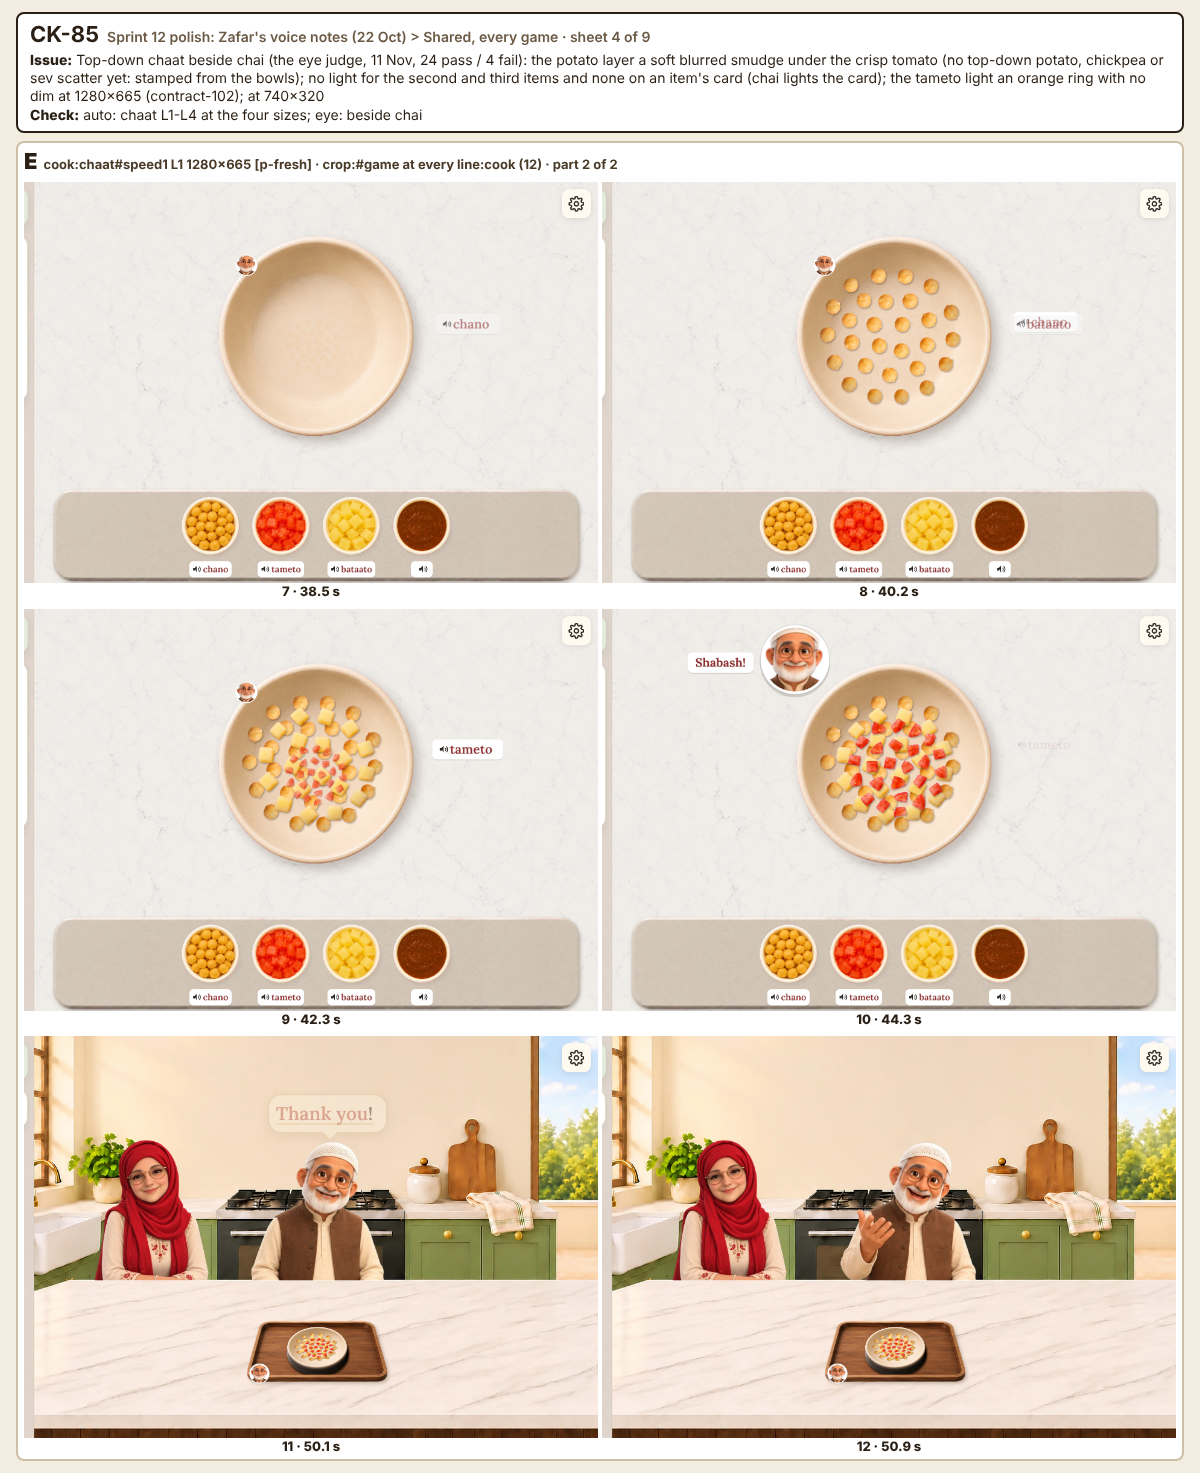 CK-85 Sprint 12 polish: Zafar's voice notes (22 Oct) > Shared, every game · sheet 4 of 9
Issue: Top-down chaat beside chai (the eye judge, 11 Nov, 24 pass / 4 fail): the potato layer a soft blurred smudge under the crisp tomato (no top-down potato, chickpea or
sev scatter yet: stamped from the bowls); no light for the second and third items and none on an item's card (chai lights the card); the tameto light an orange ring with no
dim at 1280×665 (contract-102); at 740×320
Check: auto: chaat L1-L4 at the four sizes; eye: beside chai
E cook:chaat#speed1 L1 1280×665 [p-fresh] · crop:#game at every line:cook (12) · part 2 of 2
chano
chano
bataato
chano tameto bataato
chano tameto bataato
7 · 38.5 s
8 · 40.2 s
Shabash!
tameto
tameto
chano tameto bataato
chano tameto bataato
9 · 42.3 s
10 · 44.3 s
Thank you!
11 · 50.1 s
12 · 50.9 s